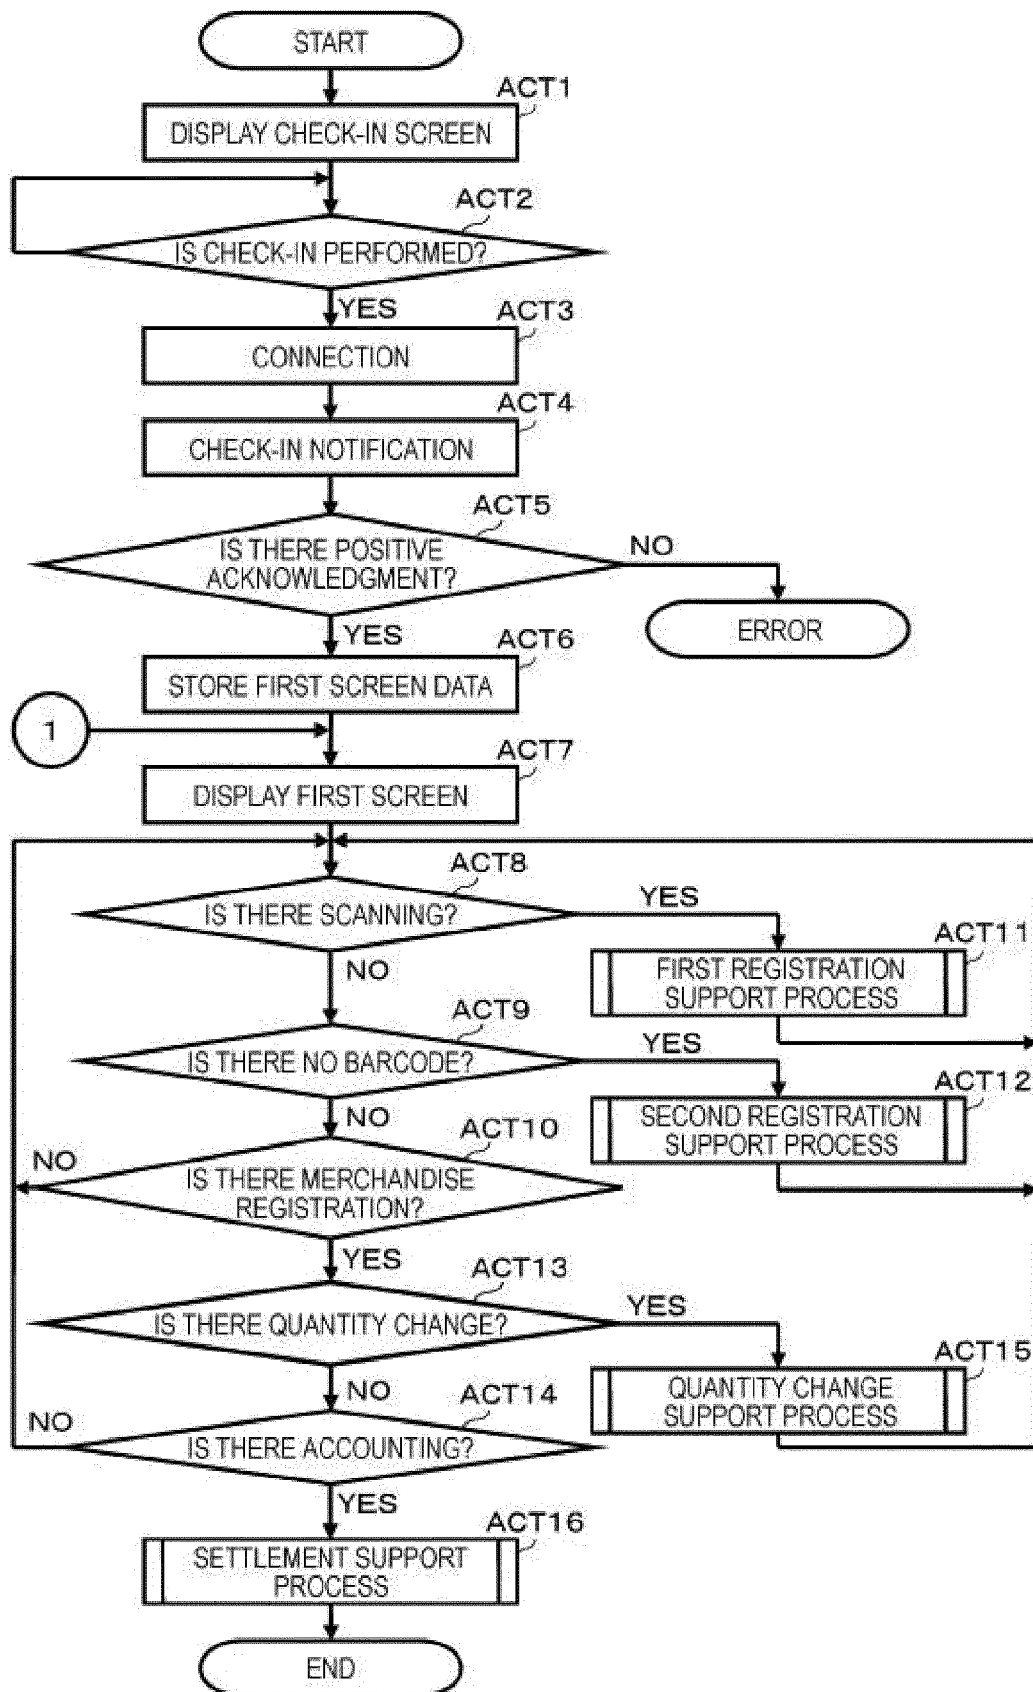 START
ACT1
DISPLAY CHECK-IN SCREEN
ACT2
IS CHECK-IN PERFORMED?
YES
ACT3
CONNECTION
ACT4
CHECK-IN NOTIFICATION
ACT5
IS THERE POSITIVE
ACKNOWLEDGMENT?
NO
ERROR
YES
ACT6
STORE FIRST SCREEN DATA
1
ACT7
DISPLAY FIRST SCREEN
ACT8
IS THERE SCANNING?
YES
ACT11
FIRST REGISTRATION
SUPPORT PROCESS
NO
ACT9
IS THERE NO BARCODE?
YES
ACT12
SECOND REGISTRATION
SUPPORT PROCESS
NO
ACT10
NO
IS THERE MERCHANDISE
REGISTRATION?
YES
ACT13
IS THERE QUANTITY CHANGE?
YES
ACT15
QUANTITY CHANGE
SUPPORT PROCESS
NO
ACT14
NO
IS THERE ACCOUNTING?
YES
ACT16
SETTLEMENT SUPPORT
PROCESS
END